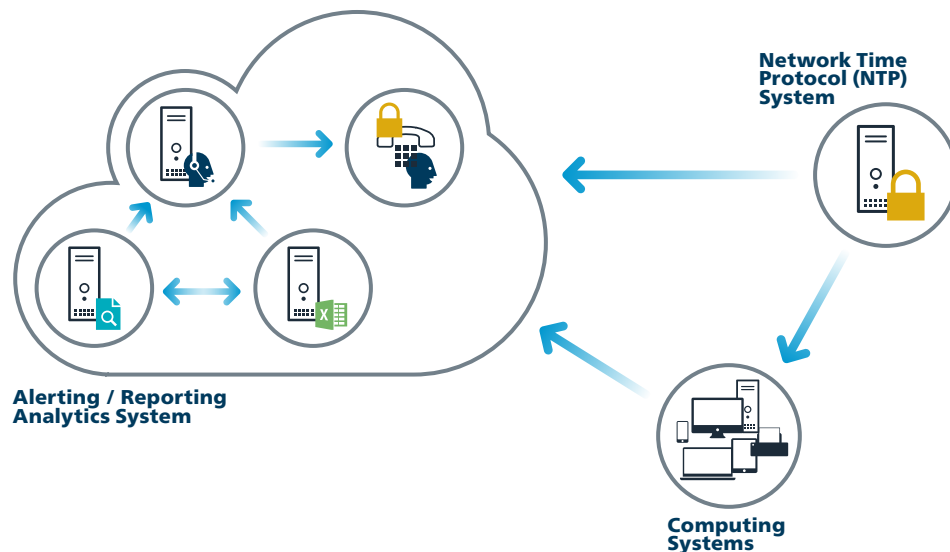 Network Time
Protocol (NTP)
System
Alerting / Reporting
Analytics System
Computing
Systems